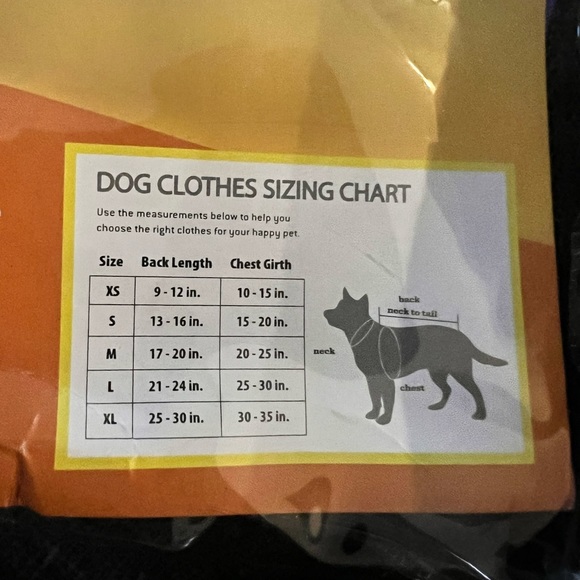 DOG CLOTHES SIZING CHART
Use the measurements below to help you
choose the right clothes for your happy pet.
Size Back Length Chest Girth
XS 9 - 12 in. 10 - 15 in.
S 13 - 16 in. 15 - 20 in.
M 17 - 20 in. 20 - 25 in.
L 21 - 24 in. 25 - 30 in.
XL 25 - 30 in. 30 - 35 in.
back
neck to tail
neck
chest